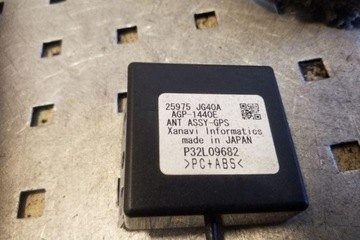 25975 JG40A
AGP-1440E
ANT ASSY-GPS
Xanavi Informatics
made in JAPAN
P32L09682
>PC+ABS<